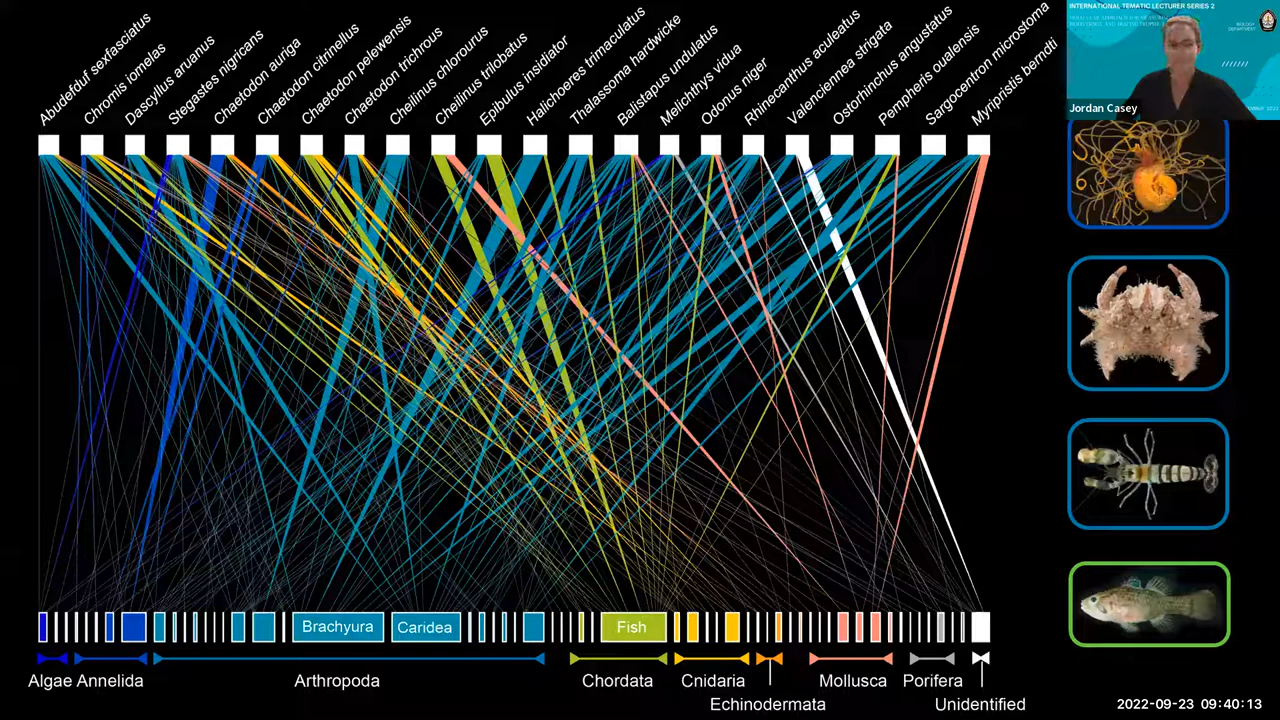 INTERNATIONAL TEMATIC LECTURER SERIES 2
BIOLOGY
DEPARTMENT
Jordan Casey
Abudefduf sexfasciatus
Chromis iomelas
Dascyllus aruanus
Stegastes nigricans
Chaetodon auriga
Chaetodon citrinellus
Chaetodon pelewensis
Chaetodon trichrous
Cheilinus chlorourus
Cheilinus trilobatus
Epibulus insidiator
Halichoeres trimaculatus
Thalassoma hardwicke
Balistapus undulatus
Melichthys vidua
Odonus niger
Rhinecanthus aculeatus
Valenciennea strigata
Ostorhinchus angustatus
Pempheris oualensis
Sargocentron microstoma
Myripristis berndti
Brachyura
Caridea
Fish
Algae Annelida
Arthropoda
Chordata
Cnidaria
Mollusca
Porifera
Echinodermata
Unidentified
2022-09-23 09:40:13